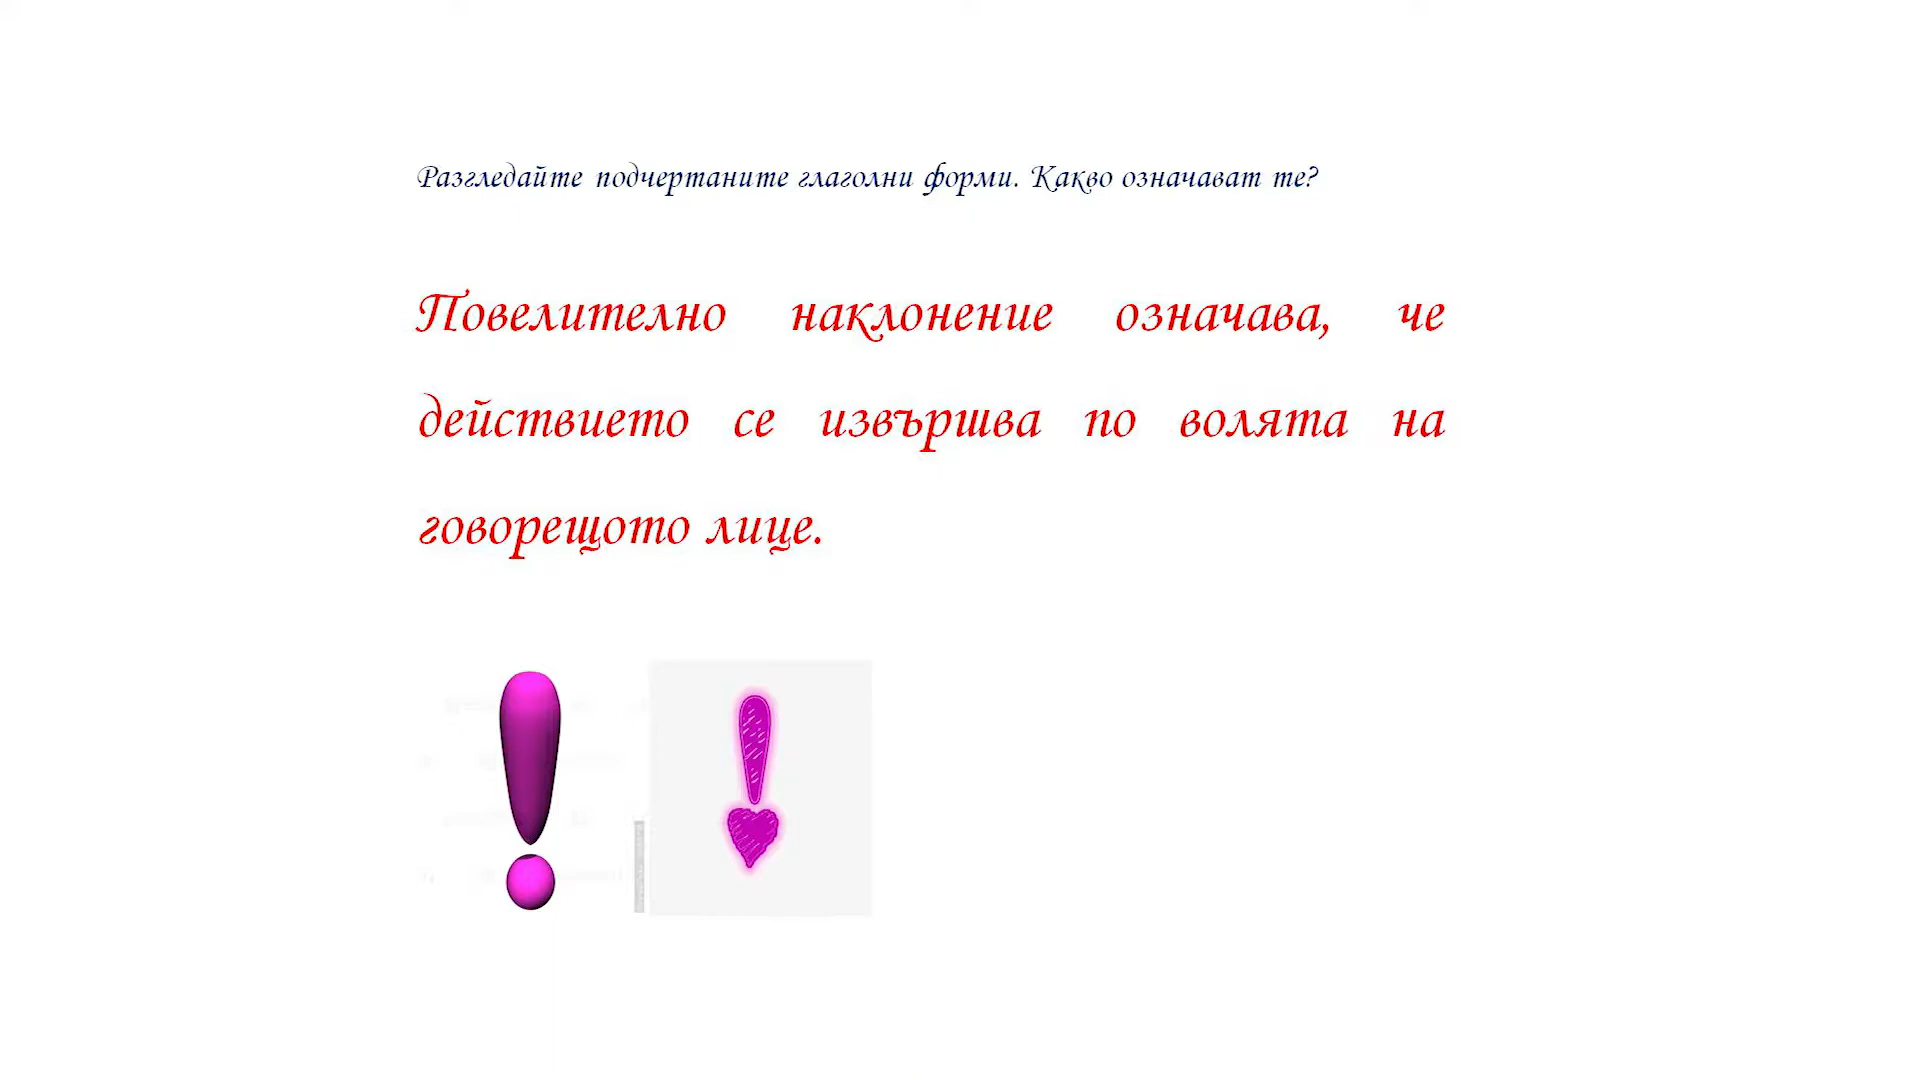 Разгледайте подчертаните глаголни форми. Какво означават те?
Повелително наклонение означава, че
действието се извършва по волята на
говорещото лице.